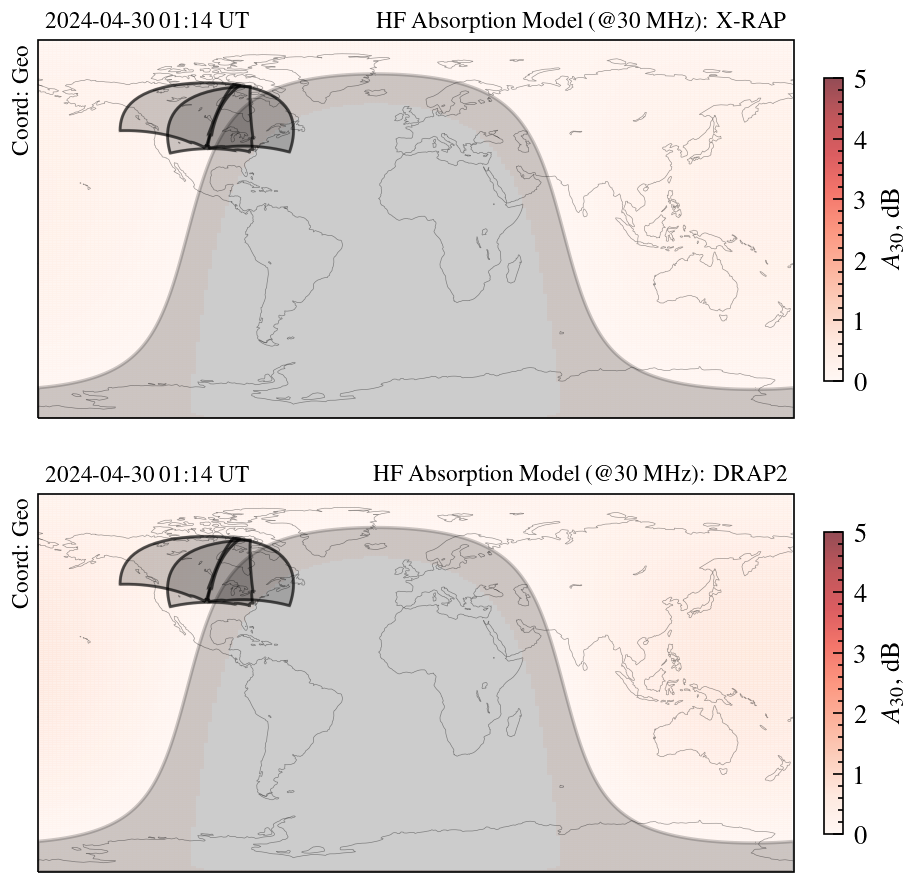 2024-04-30 01:14 UT HF Absorption Model (@30 MHz): X-RAP
Coord: Geo
5
4
3
2
1
0
A30, dB
2024-04-30 01:14 UT HF Absorption Model (@30 MHz): DRAP2
Coord: Geo
5
4
3
2
1
0
A30, dB